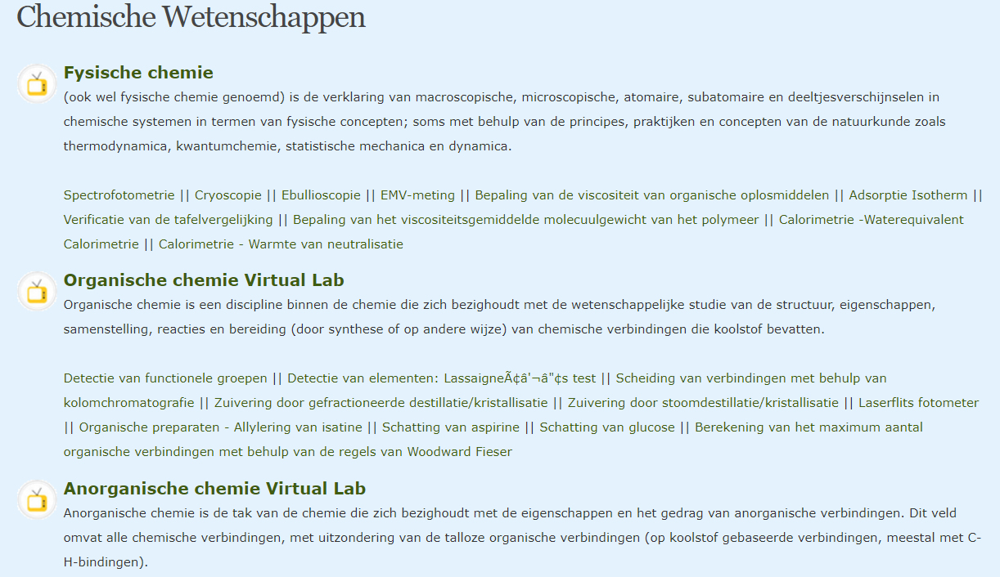 Chemische Wetenschappen
Fysische chemie
(ook wel fysische chemie genoemd) is de verklaring van macroscopische, microscopische, atomaire, subatomaire en deeltjesverschijnselen in
chemische systemen in termen van fysische concepten; soms met behulp van de principes, praktijken en concepten van de natuurkunde zoals
thermodynamica, kwantumchemie, statistische mechanica en dynamica.
Spectrofotometrie || Cryoscopie || Ebullioscopie || EMV-meting || Bepaling van de viscositeit van organische oplosmiddelen || Adsorptie Isotherm ||
Verificatie van de tafelvergelijking || Bepaling van het viscositeitsgemiddelde molecuulgewicht van het polymeer || Calorimetrie -Waterequivalent
Calorimetrie || Calorimetrie - Warmte van neutralisatie
Organische chemie Virtual Lab
Organische chemie is een discipline binnen de chemie die zich bezighoudt met de wetenschappelijke studie van de structuur, eigenschappen,
samenstelling, reacties en bereiding (door synthese of op andere wijze) van chemische verbindingen die koolstof bevatten.
Detectie van functionele groepen || Detectie van elementen: LassaigneÃ¢â'¬â"¢s test || Scheiding van verbindingen met behulp van
kolomchromatografie || Zuivering door gefractioneerde destillatie/kristallisatie || Zuivering door stoomdestillatie/kristallisatie || Laserflits fotometer
|| Organische preparaten - Allylering van isatine || Schatting van aspirine || Schatting van glucose || Berekening van het maximum aantal
organische verbindingen met behulp van de regels van Woodward Fieser
Anorganische chemie Virtual Lab
Anorganische chemie is de tak van de chemie die zich bezighoudt met de eigenschappen en het gedrag van anorganische verbindingen. Dit veld
omvat alle chemische verbindingen, met uitzondering van de talloze organische verbindingen (op koolstof gebaseerde verbindingen, meestal met C-
H-bindingen).